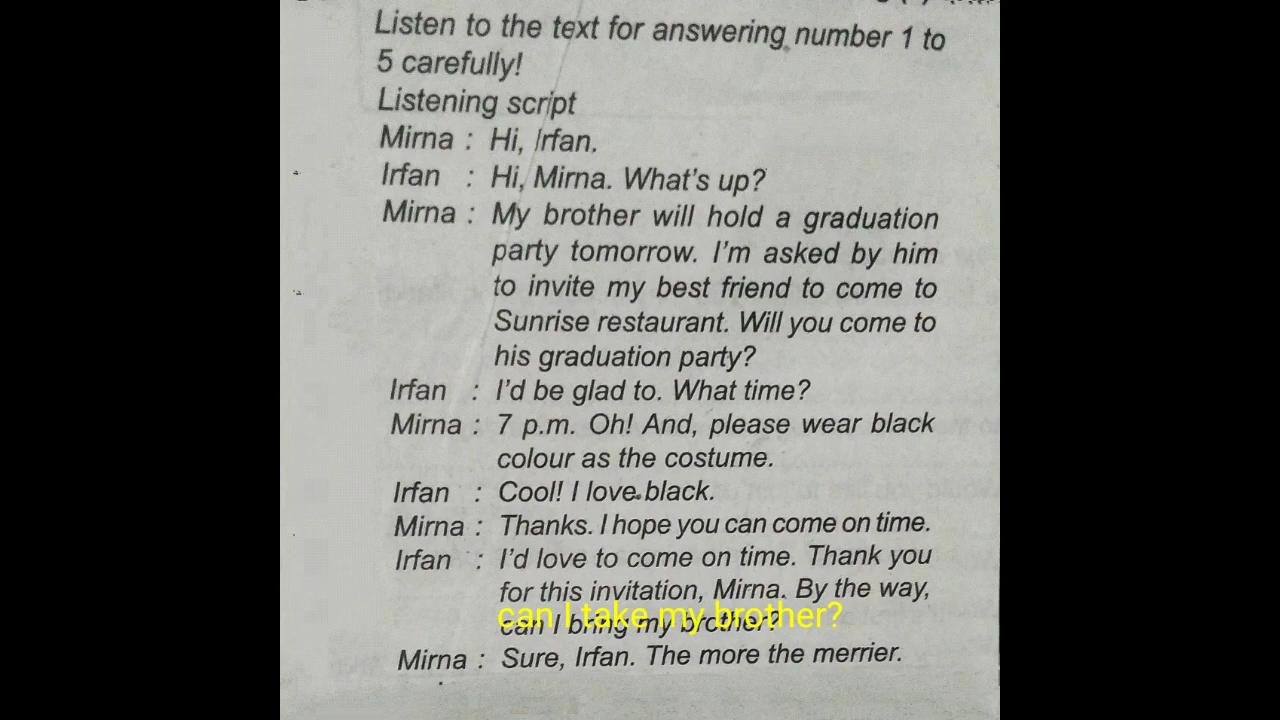 Listen to the text for answering number 1 to
5 carefully!
Listening script
Mirna : Hi, Irfan.
Irfan : Hi, Mirna. What's up?
Mirna : My brother will hold a graduation
party tomorrow. I'm asked by him
to invite my best friend to come to
Sunrise restaurant. Will you come to
his graduation party?
Irfan : I'd be glad to. What time?
Mirna : 7 p.m. Oh! And, please wear black
colour as the costume.
Irfan : Cool! I love black.
Mirna : Thanks. I hope you can come on time.
Irfan : I'd love to come on time. Thank you
for this invitation, Mirna. By the way,
can I take my brother?
can I bring my brother?
Mirna : Sure, Irfan. The more the merrier.